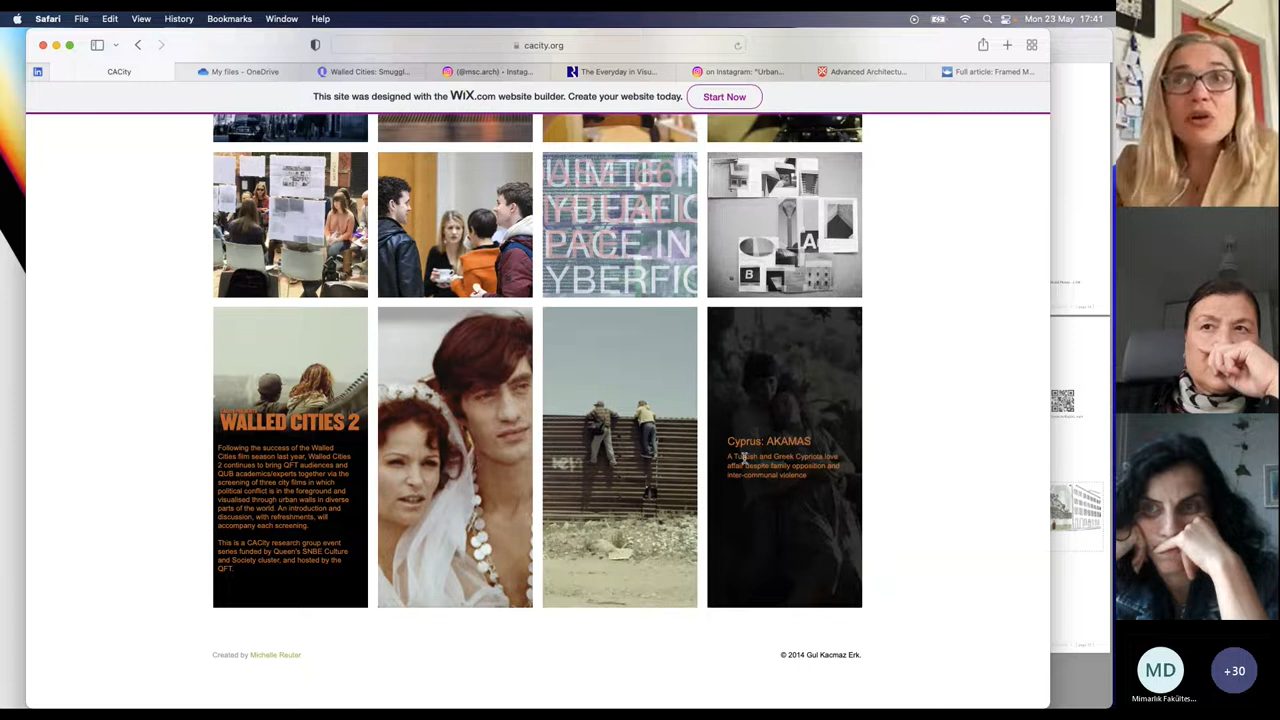 Safari File Edit View History Bookmarks Window Help Mon 23 May 17:41
cacity.org
CACity My files - OneDrive Walled Cities: Smuggl... (@msc.arch) - Instag... The Everyday in Visu... on Instagram: "Urban... Advanced Architectu... Full article: Framed M...
This site was designed with the WiX.com website builder. Create your website today. Start Now
UIMTE IN
YBUAFIC
PACE IN
YBERFIC
A
B
WALLED CITIES 2
Following the success of the Walled
Cities film season last year, Walled Cities
2 continues to bring QFT audiences and
QUB academics/experts together via the
screening of three city films in which
political conflict is in the foreground and
visualised through urban walls in diverse
parts of the world. An introduction and
discussion, with refreshments, will
accompany each screening.
This is a CACity research group event
series funded by Queen's SNBE Culture
and Society cluster, and hosted by the
QFT.
Cyprus: AKAMAS
A Turkish and Greek Cypriots love
affair despite family opposition and
inter-communal violence
Created by Michelle Reuter
© 2014 Gul Kacmaz Erk.
MD
Mimarlık Fakültes...
+30